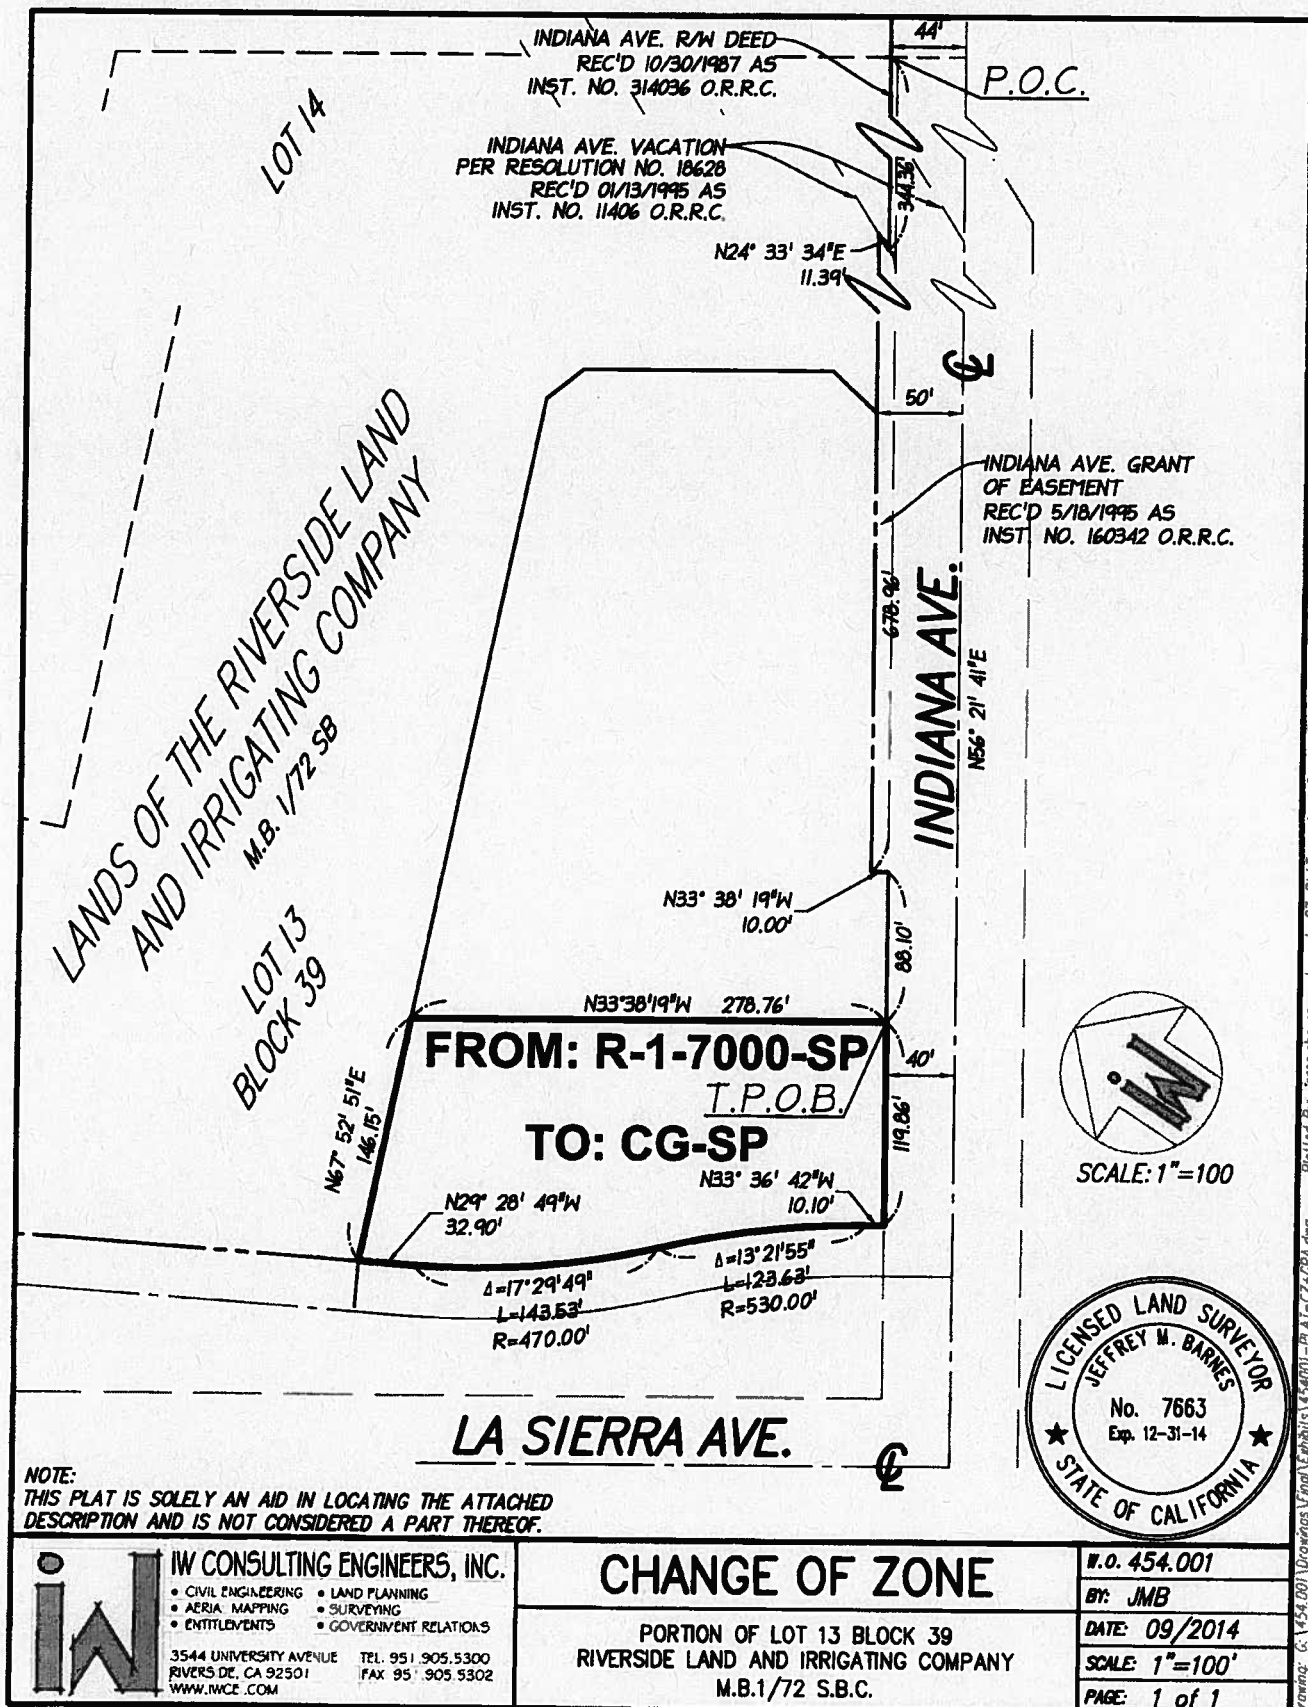 INDIANA AVE. R/W DEED
REC'D 10/30/1987 AS
INST. NO. 314036 O.R.R.C.
44'
P.O.C.
LOT 14
INDIANA AVE. VACATION
PER RESOLUTION NO. 18628
REC'D 01/13/1995 AS
INST. NO. 11406 O.R.R.C.
344.36'
N24° 33' 34"E
11.39'
℄
50'
INDIANA AVE. GRANT
OF EASEMENT
REC'D 5/18/1995 AS
INST. NO. 160342 O.R.R.C.
LANDS OF THE RIVERSIDE LAND
AND IRRIGATING COMPANY
M.B. 1/72 SB
678.96'
INDIANA AVE.
N56° 21' 41"E
LOT 13
BLOCK 39
N33° 38' 19"W
10.00'
88.10'
N33°38'19"W 278.76'
FROM: R-1-7000-SP
T.P.O.B.
40'
TO: CG-SP
119.86'
N67° 52' 51"E
146.15'
N33° 36' 42"W
10.10'
N29° 28' 49"W
32.90'
Δ=17°29'49"
L=143.53'
R=470.00'
Δ=13°21'55"
L=123.63'
R=530.00'
iW
SCALE: 1"=100
LICENSED LAND SURVEYOR
JEFFREY M. BARNES
No. 7663
Exp. 12-31-14
STATE OF CALIFORNIA
LA SIERRA AVE.
℄
NOTE:
THIS PLAT IS SOLELY AN AID IN LOCATING THE ATTACHED
DESCRIPTION AND IS NOT CONSIDERED A PART THEREOF.
iW
IW CONSULTING ENGINEERS, INC.
• CIVIL ENGINEERING • LAND PLANNING
• AERIA MAPPING • SURVEYING
• ENTITLEMENTS • GOVERNMENT RELATIONS
3544 UNIVERSITY AVENUE TEL. 951.905.5300
RIVERS DE, CA 92501 FAX 95 .905.5302
WWW.IWCE.COM
CHANGE OF ZONE
PORTION OF LOT 13 BLOCK 39
RIVERSIDE LAND AND IRRIGATING COMPANY
M.B.1/72 S.B.C.
W.O. 454.001
BY: JMB
DATE: 09/2014
SCALE: 1"=100'
PAGE: 1 of 1